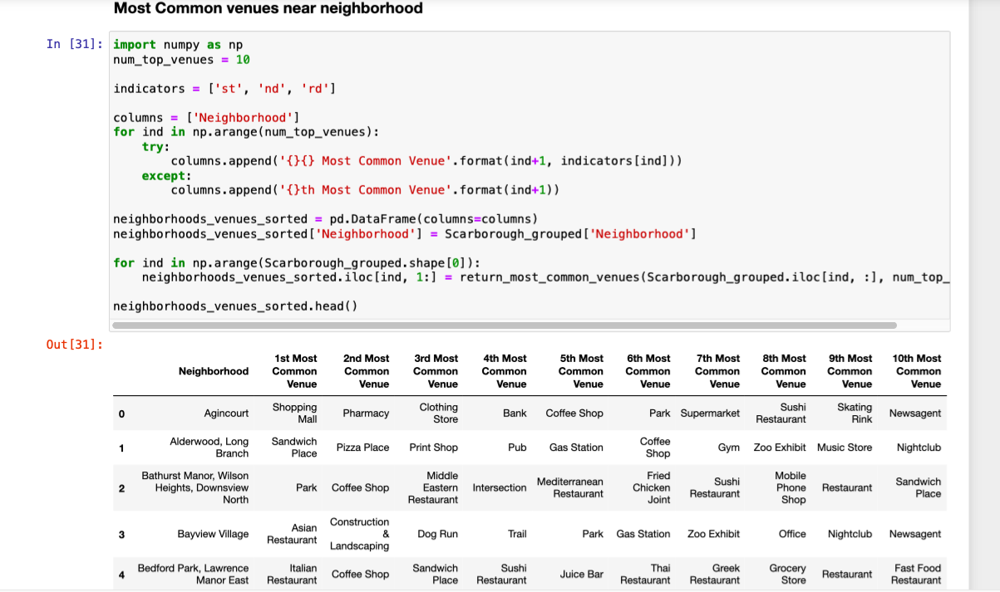 Most Common venues near neighborhood
In [31]: import numpy as np
num_top_venues = 10
indicators = ['st', 'nd', 'rd']
columns = ['Neighborhood']
for ind in np.arange(num_top_venues):
    try:
        columns.append('{}{} Most Common Venue'.format(ind+1, indicators[ind]))
    except:
        columns.append('{}th Most Common Venue'.format(ind+1))
neighborhoods_venues_sorted = pd.DataFrame(columns=columns)
neighborhoods_venues_sorted['Neighborhood'] = Scarborough_grouped['Neighborhood']
for ind in np.arange(Scarborough_grouped.shape[0]):
    neighborhoods_venues_sorted.iloc[ind, 1:] = return_most_common_venues(Scarborough_grouped.iloc[ind, :], num_top_
neighborhoods_venues_sorted.head()
Out[31]:
1st Most 2nd Most 3rd Most 4th Most 5th Most 6th Most 7th Most 8th Most 9th Most 10th Most
Neighborhood Common Common Common Common Common Common Common Common Common Common
Venue Venue Venue Venue Venue Venue Venue Venue Venue Venue
Shopping Clothing Sushi Skating
0 Agincourt Pharmacy Bank Coffee Shop Park Supermarket Newsagent
Mall Store Restaurant Rink
Alderwood, Long Sandwich Coffee
1 Pizza Place Print Shop Pub Gas Station Gym Zoo Exhibit Music Store Nightclub
Branch Place Shop
Bathurst Manor, Wilson Middle Fried Mobile
2 Heights, Downsview Park Coffee Shop Eastern Intersection Mediterranean Chicken Sushi Phone Restaurant Sandwich
North Restaurant Restaurant Joint Restaurant Shop Place
Construction
3 Bayview Village Asian & Dog Run Trail Park Gas Station Zoo Exhibit Office Nightclub Newsagent
Restaurant Landscaping
Bedford Park, Lawrence Italian Sandwich Sushi Thai Greek Grocery Fast Food
4 Coffee Shop Juice Bar Restaurant
Manor East Restaurant Place Restaurant Restaurant Restaurant Store Restaurant